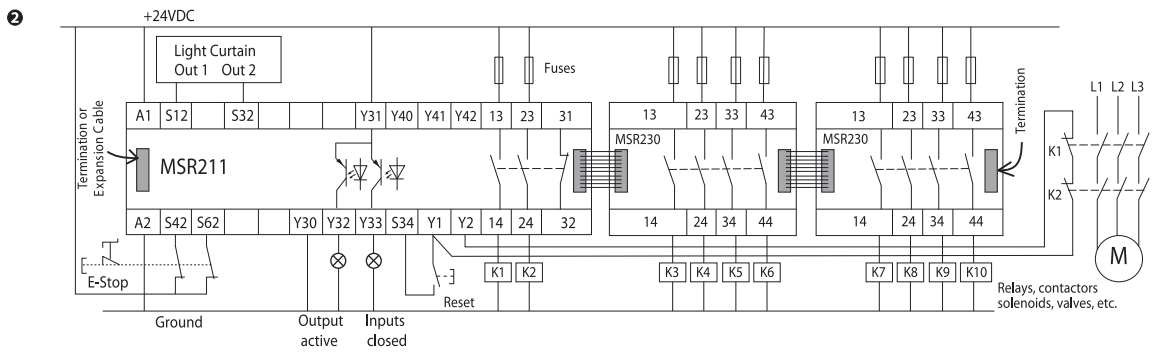 ❷
+24VDC
Light Curtain
Out 1 Out 2
Fuses
L1 L2 L3
Termination or
Expansion Cable
A1 S12 S32 Y31 Y40 Y41 Y42 13 23 31
13 23 33 43
13 23 33 43
Termination
MSR211
MSR230
MSR230
K1
K2
A2 S42 S62 Y30 Y32 Y33 S34 Y1 Y2 14 24 32
14 24 34 44
14 24 34 44
E-Stop
Reset
K1 K2
K3 K4 K5 K6
K7 K8 K9 K10
M
Relays, contactors
solenoids, valves, etc.
Ground
Output
active
Inputs
closed